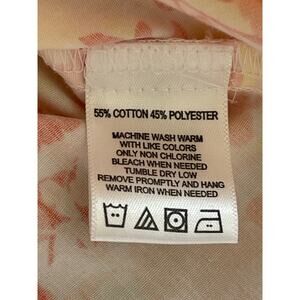 55% COTTON 45% POLYESTER
MACHINE WASH WARM
WITH LIKE COLORS
ONLY NON CHLORINE
BLEACH WHEN NEEDED
TUMBLE DRY LOW
REMOVE PROMPTLY AND HANG
WARM IRON WHEN NEEDED